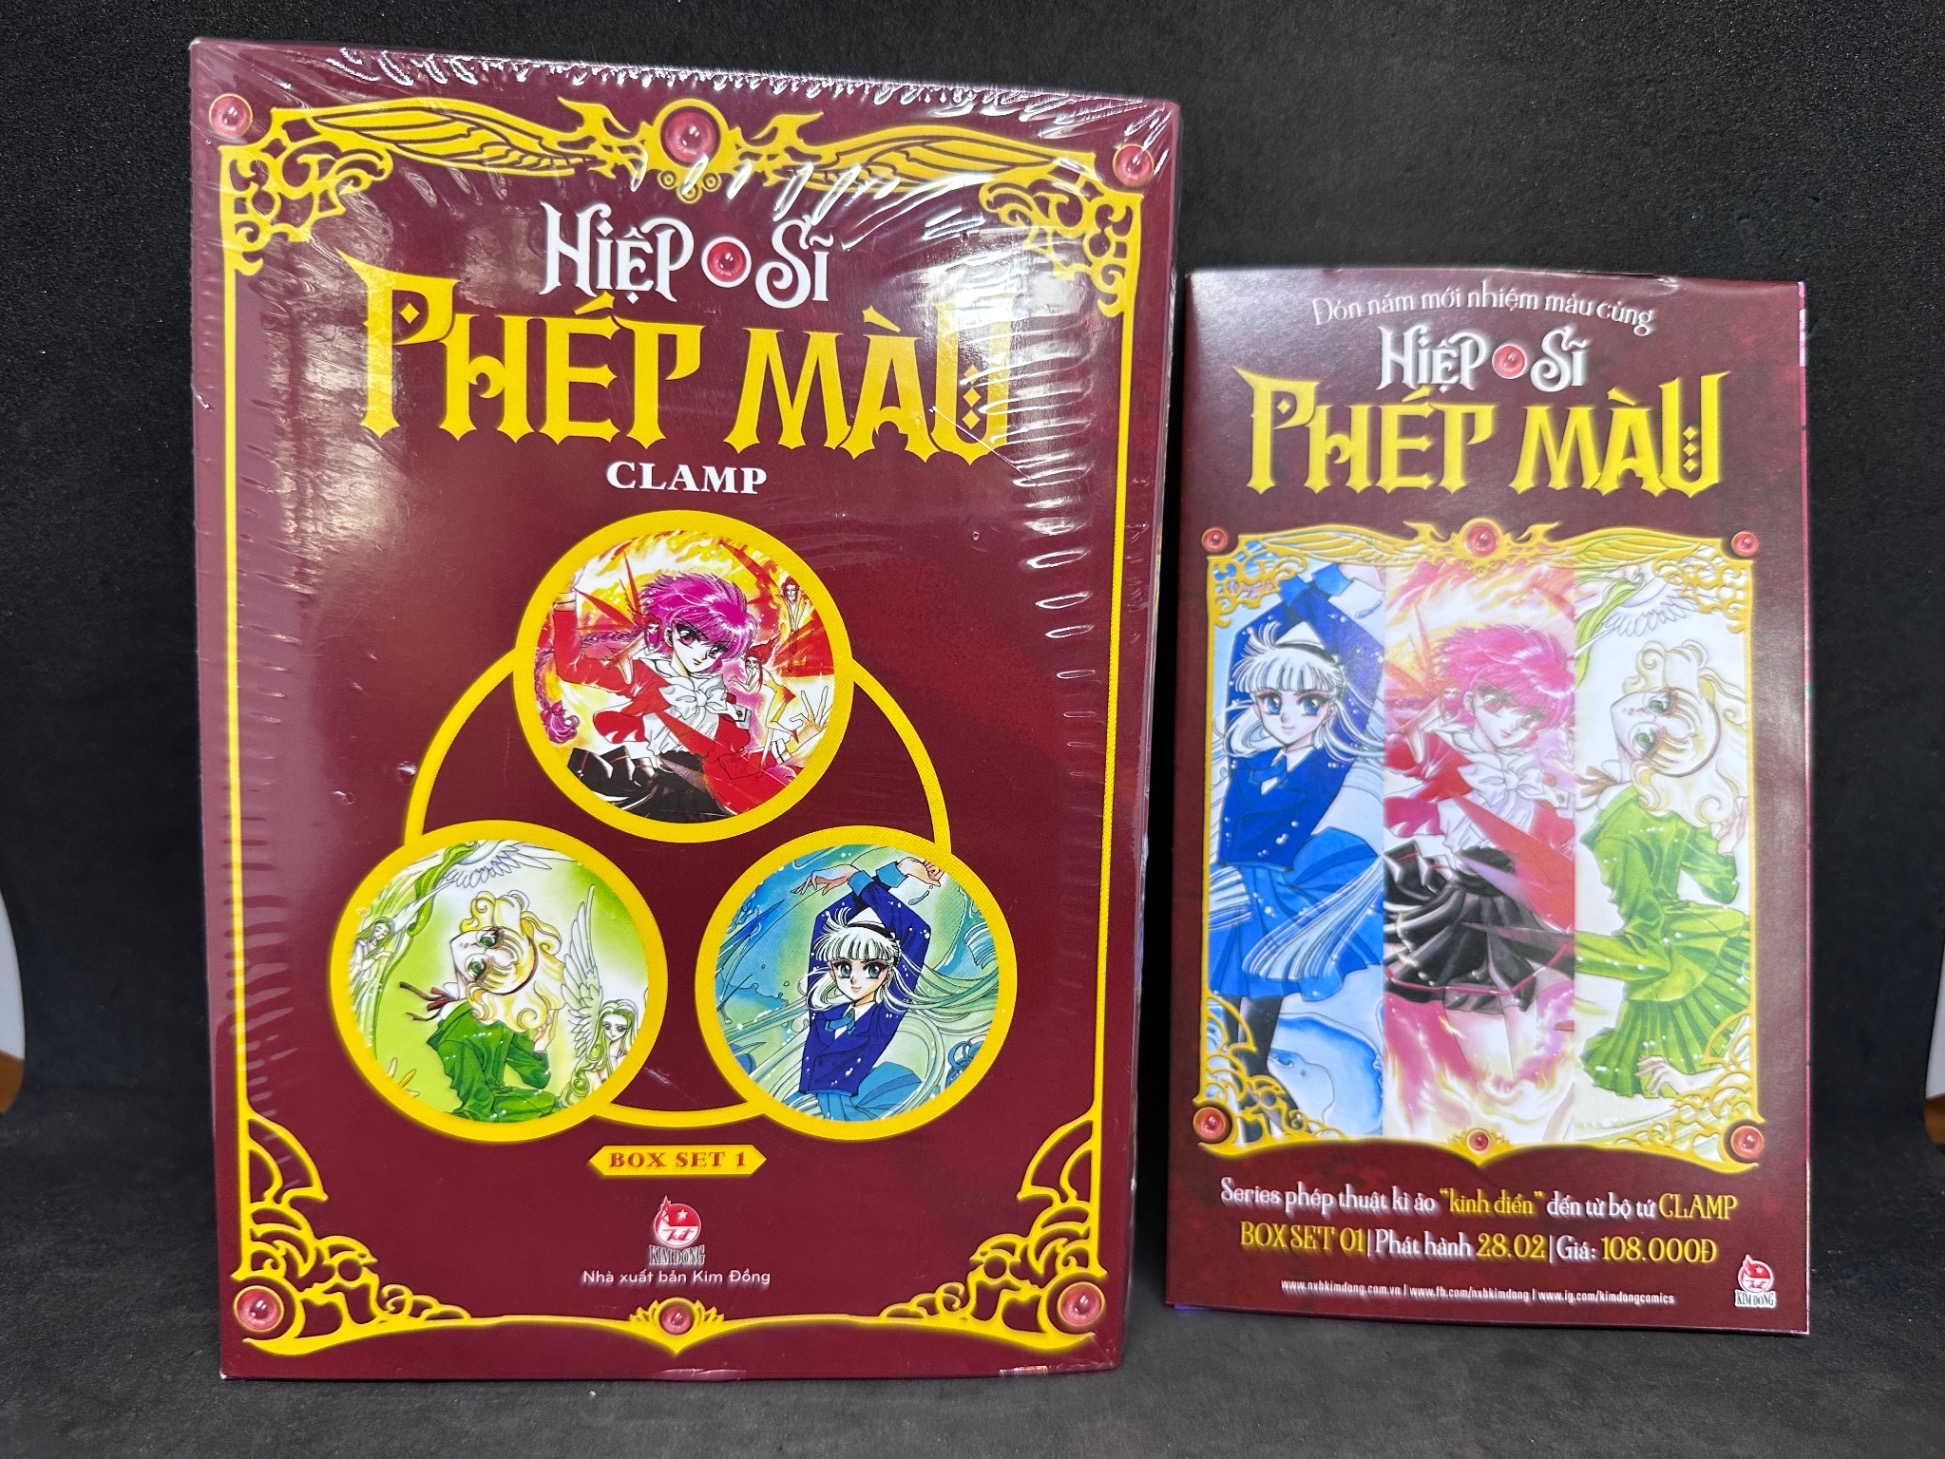 HIỆP SĨ
PHÉP MÀU
CLAMP
BOX SET 1
KIM ĐỒNG
Nhà xuất bản Kim Đồng
Đón năm mới nhiệm màu cùng
HIỆP SĨ
PHÉP MÀU
Series phép thuật kì ảo "kinh điển" đến từ bộ tứ CLAMP
BOX SET 01 | Phát hành 28.02 | Giá: 108.000Đ
www.nxbkimdong.com.vn | www.fb.com/nxbkimdong | www.ig.com/kimdongcomics
KIM ĐỒNG